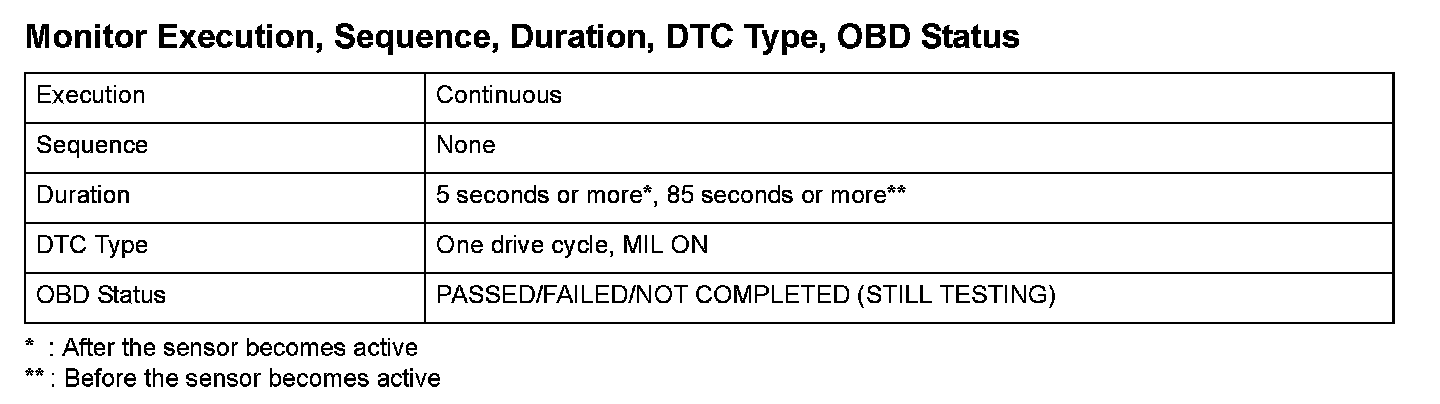 Monitor Execution, Sequence, Duration, DTC Type, OBD Status
Execution Continuous
Sequence None
Duration 5 seconds or more*, 85 seconds or more**
DTC Type One drive cycle, MIL ON
OBD Status PASSED/FAILED/NOT COMPLETED (STILL TESTING)
* : After the sensor becomes active
** : Before the sensor becomes active